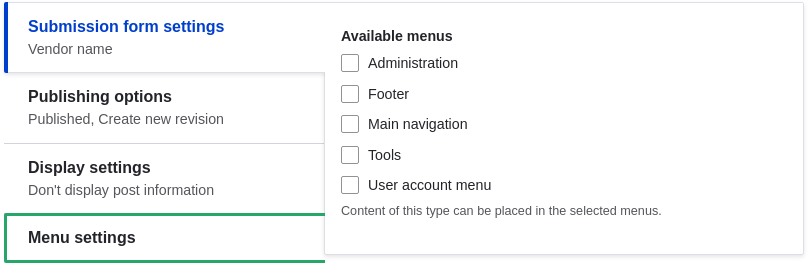 Submission form settings
Vendor name
Publishing options
Published, Create new revision
Display settings
Don't display post information
Menu settings
Available menus
Administration
Footer
Main navigation
Tools
User account menu
Content of this type can be placed in the selected menus.